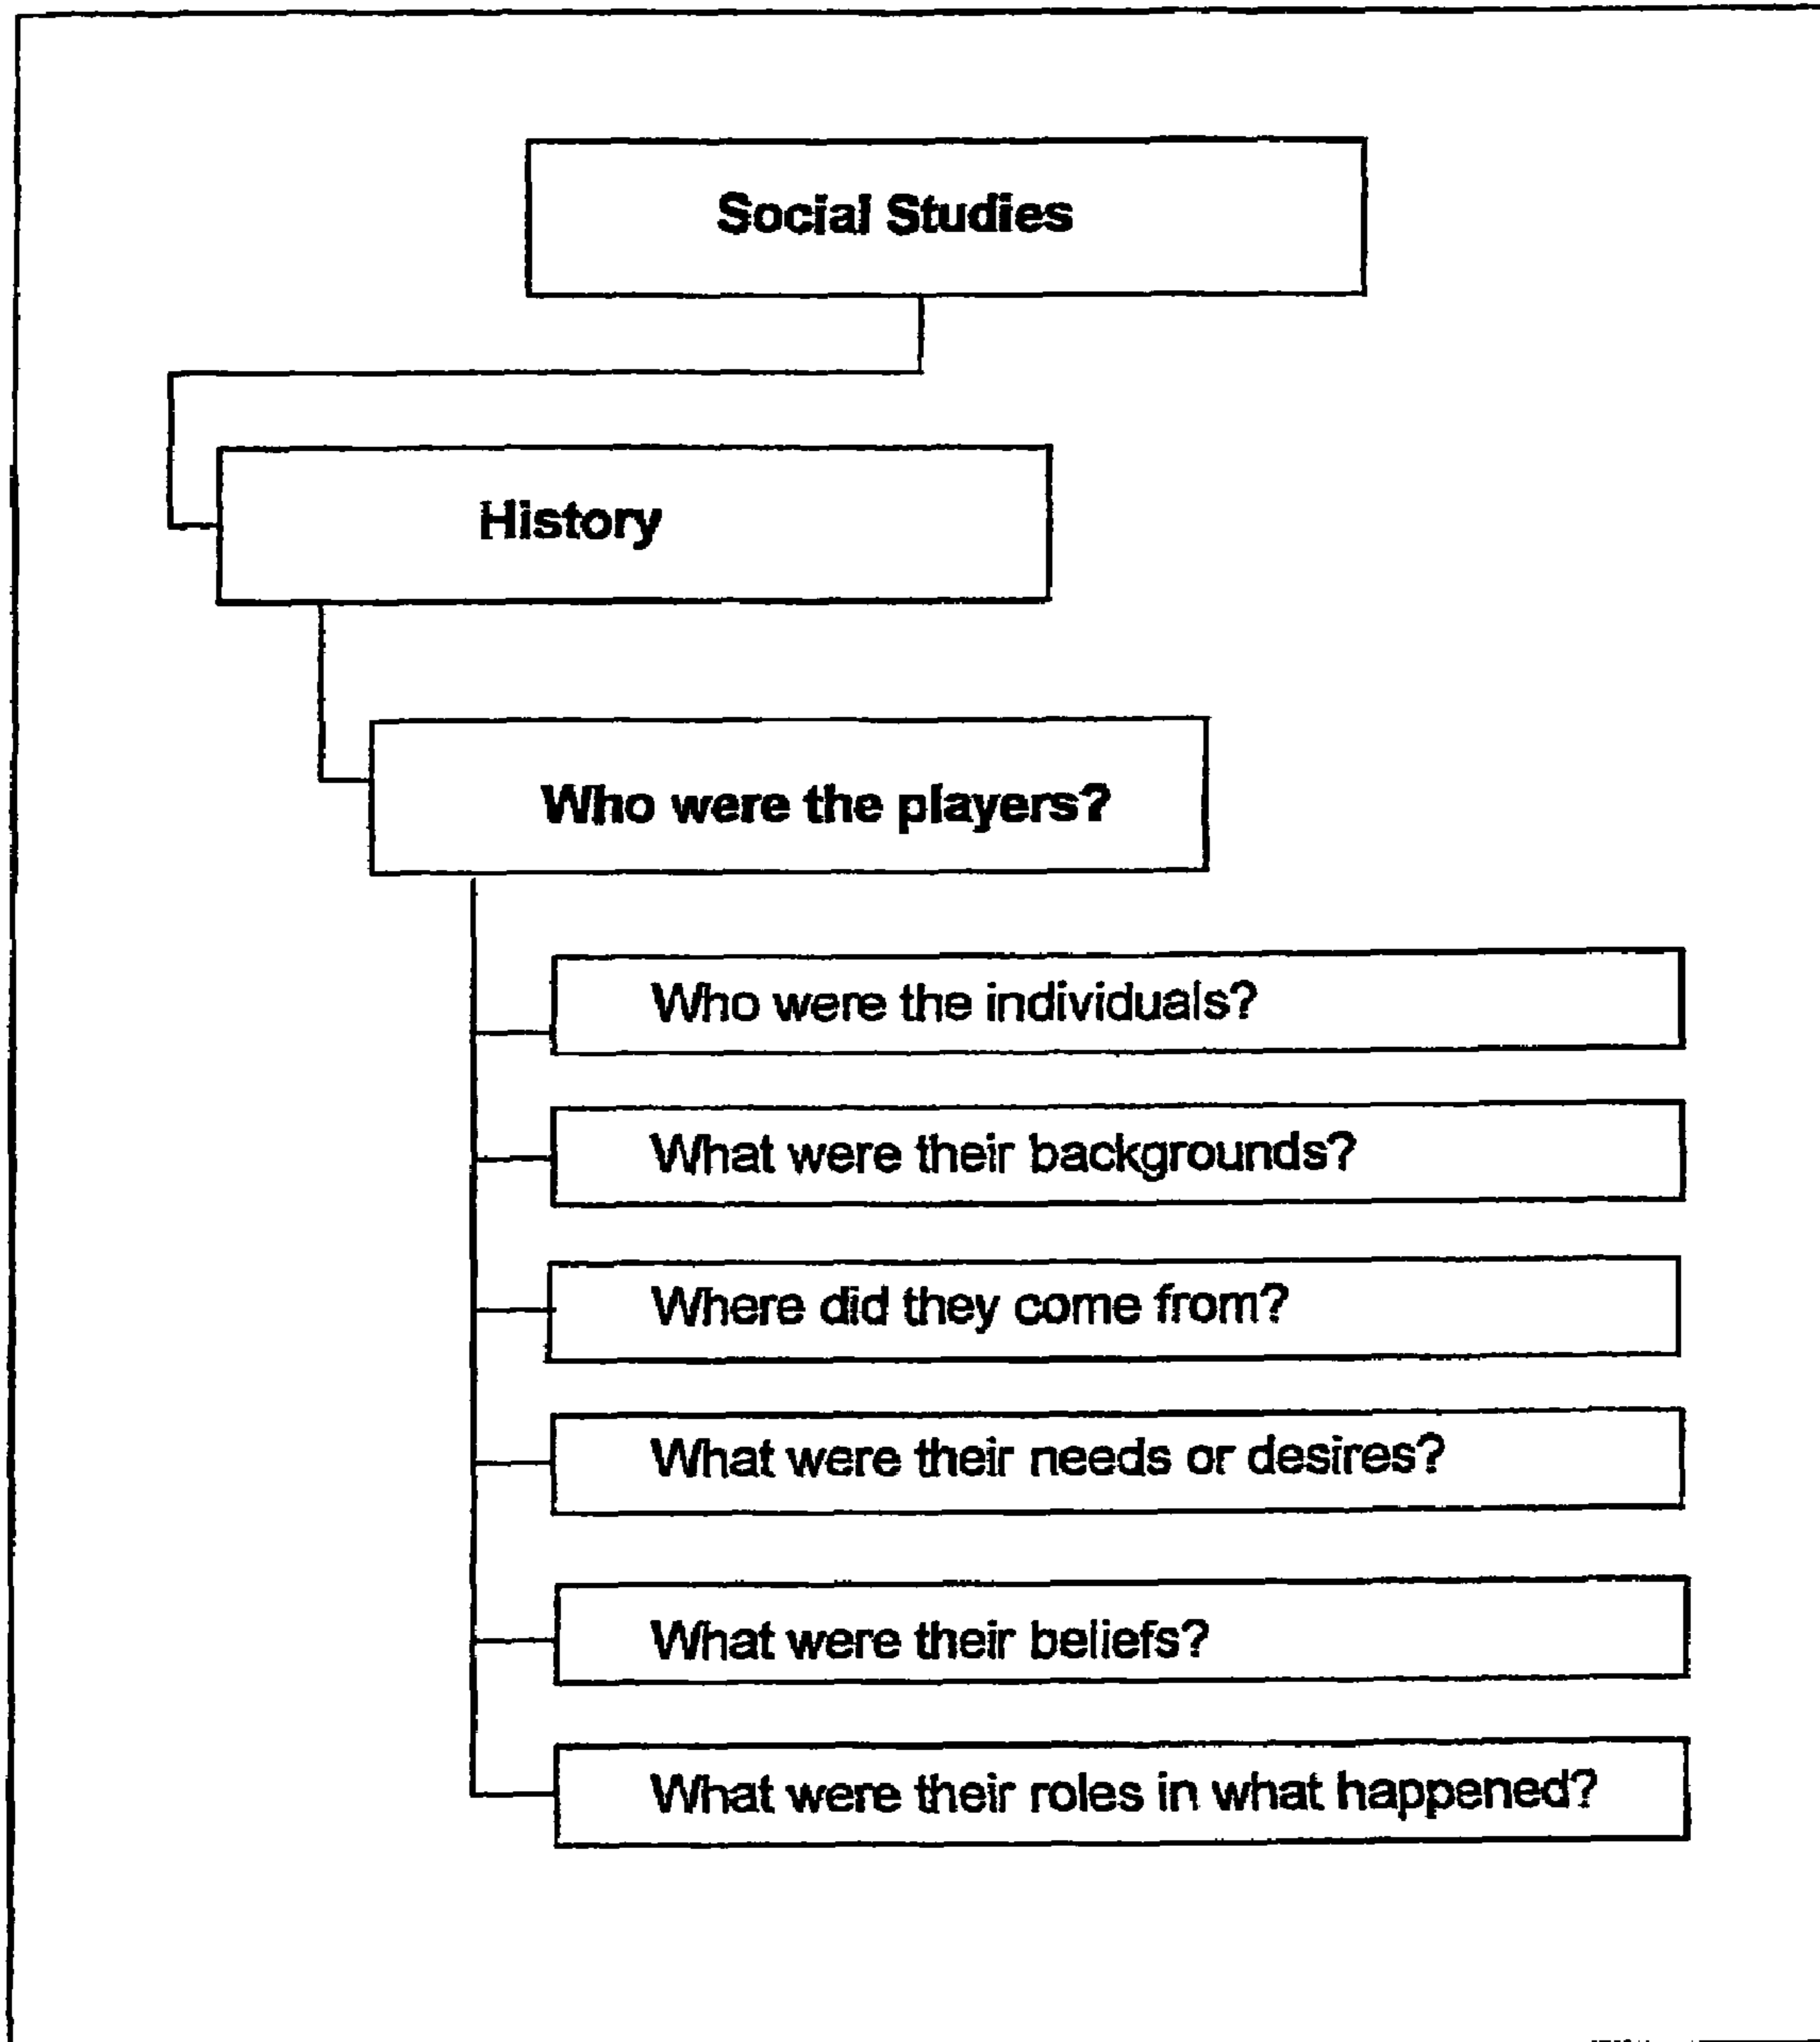 Social Studies
History
Who were the players?
Who were the individuals?
What were their backgrounds?
Where did they come from?
What were their needs or desires?
What were their beliefs?
What were their roles in what happened?